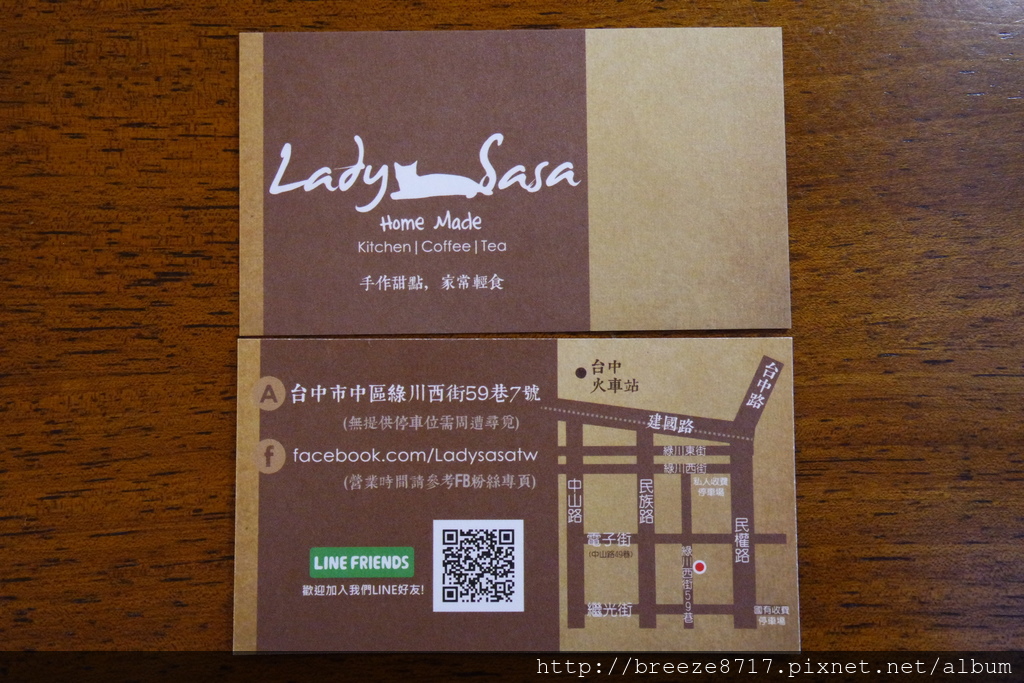 Lady Sasa
Home Made
Kitchen|Coffee|Tea
手作甜點，家常輕食
A 台中市中區綠川西街59巷7號
(無提供停車位需周遭尋覓)
f facebook.com/Ladysasatw
(營業時間請參考FB粉絲專頁)
LINE FRIENDS
歡迎加入我們LINE好友!
台中
火車站
台中路
建國路
綠川東街
綠川西街
私人收費
停車場
中山路
民族路
民權路
電子街
(中山路49巷)
綠川西街59巷
繼光街
國有收費
停車場
http://breeze8717.pixnet.net/album